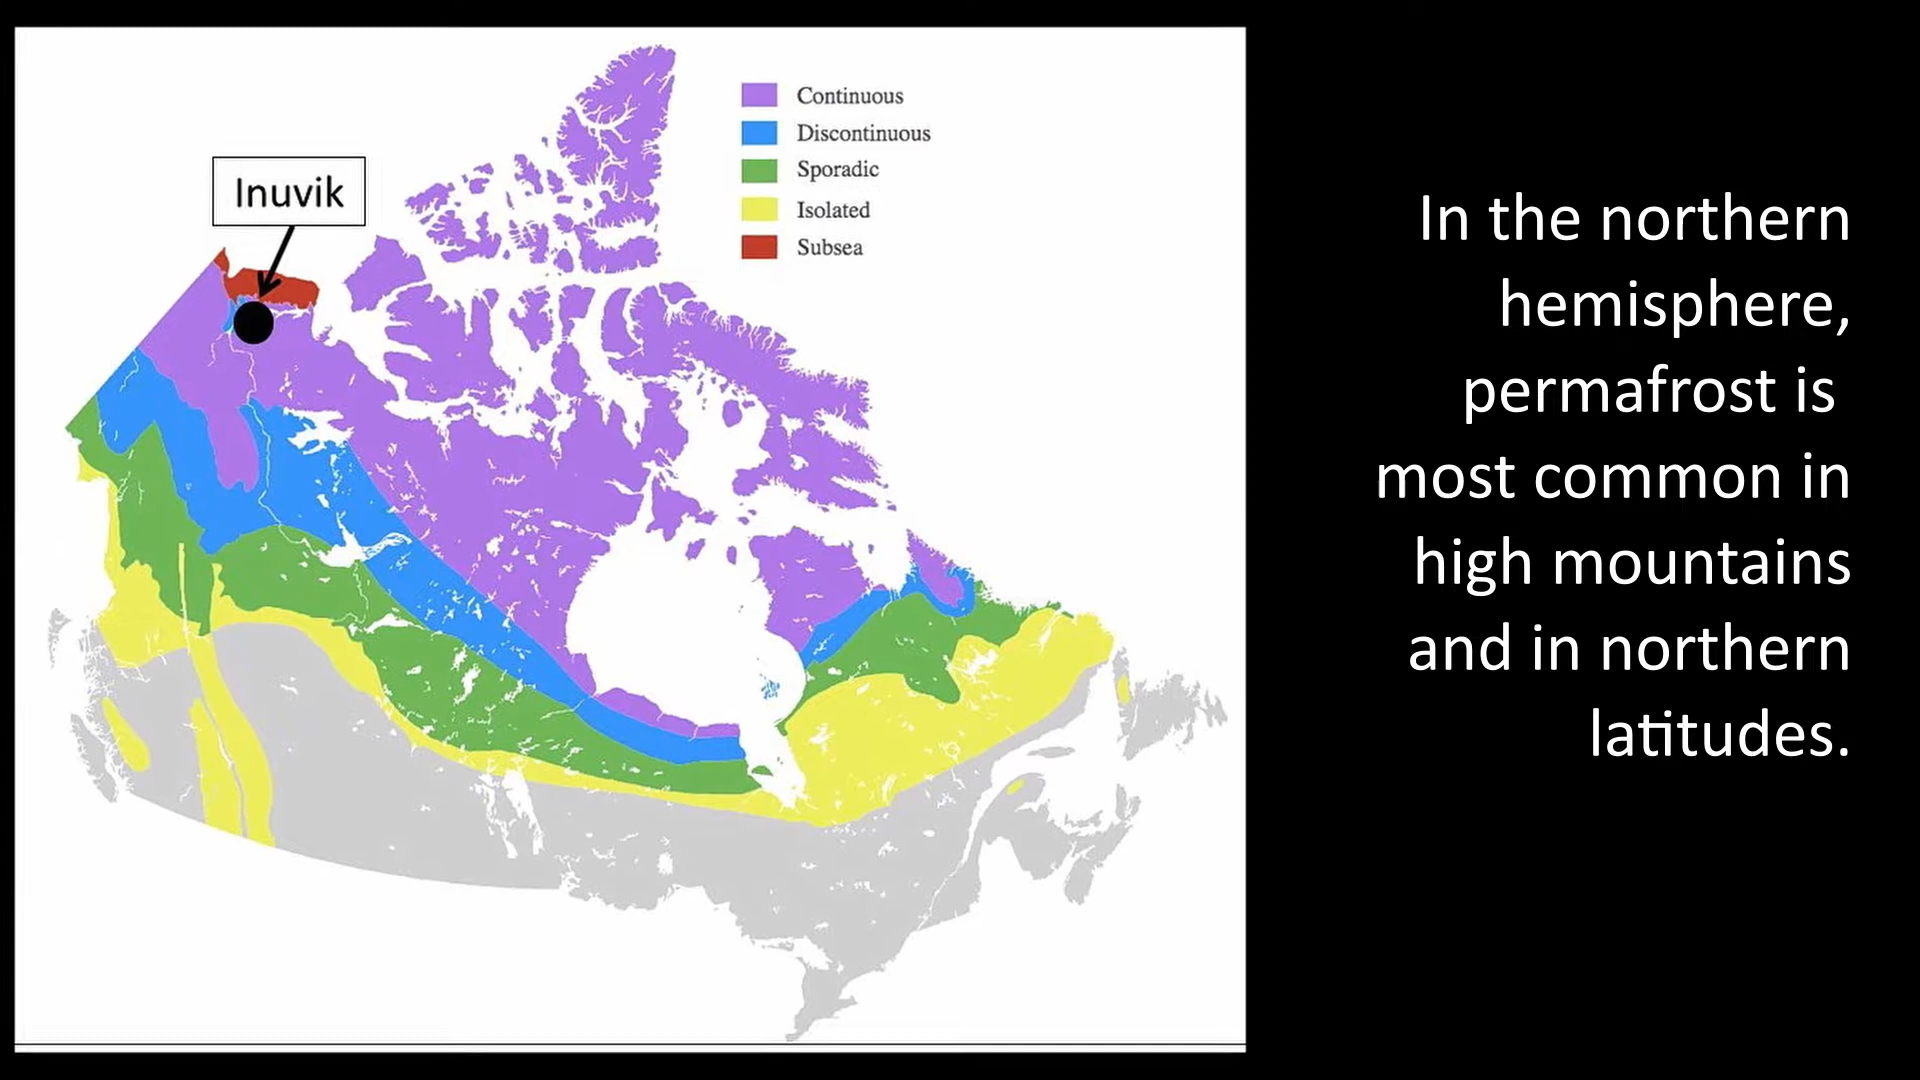 Inuvik
Continuous
Discontinuous
Sporadic
Isolated
Subsea
In the northern
hemisphere,
permafrost is
most common in
high mountains
and in northern
latitudes.